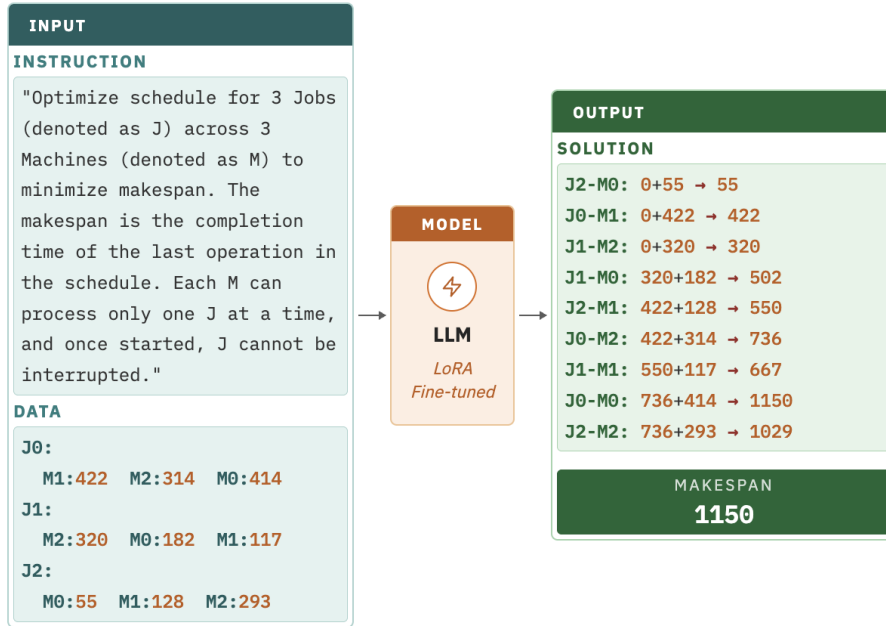 INPUT
INSTRUCTION
"Optimize schedule for 3 Jobs
(denoted as J) across 3
Machines (denoted as M) to
minimize makespan. The
makespan is the completion
time of the last operation in
the schedule. Each M can
process only one J at a time,
and once started, J cannot be
interrupted."
DATA
J0:
M1:422 M2:314 M0:414
J1:
M2:320 M0:182 M1:117
J2:
M0:55 M1:128 M2:293
MODEL
LLM
LoRA
Fine-tuned
OUTPUT
SOLUTION
J2-M0: 0+55 → 55
J0-M1: 0+422 → 422
J1-M2: 0+320 → 320
J1-M0: 320+182 → 502
J2-M1: 422+128 → 550
J0-M2: 422+314 → 736
J1-M1: 550+117 → 667
J0-M0: 736+414 → 1150
J2-M2: 736+293 → 1029
MAKESPAN
1150